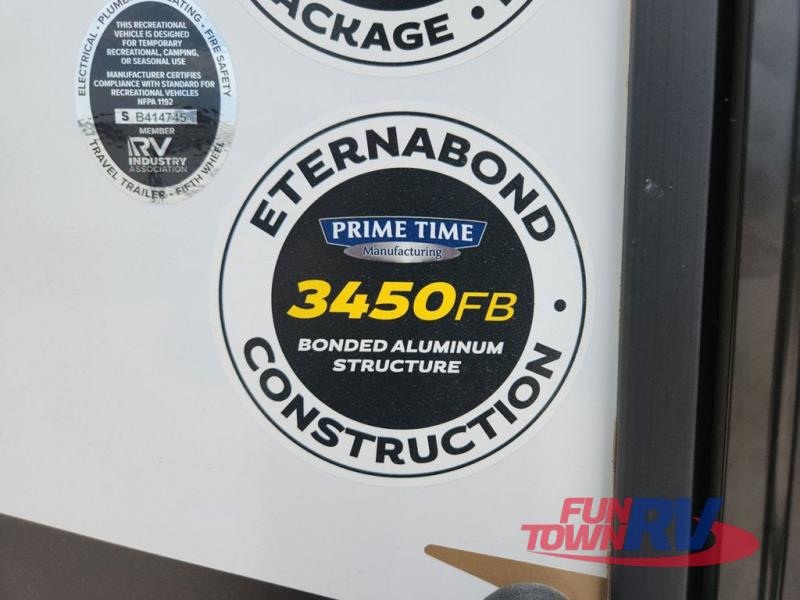 ELECTRICAL • PLUMBING
HEATING • FIRE SAFETY
THIS RECREATIONAL
VEHICLE IS DESIGNED
FOR TEMPORARY
RECREATIONAL, CAMPING,
OR SEASONAL USE
MANUFACTURER CERTIFIES
COMPLIANCE WITH STANDARD FOR
RECREATIONAL VEHICLES
NFPA 1192
S B414745
MEMBER
RV
INDUSTRY
ASSOCIATION
TRAVEL TRAILER - FIFTH WHEEL
PACKAGE •
ETERNABOND
PRIME TIME
Manufacturing
3450FB
BONDED ALUMINUM
STRUCTURE
CONSTRUCTION •
FUN
TOWN RV